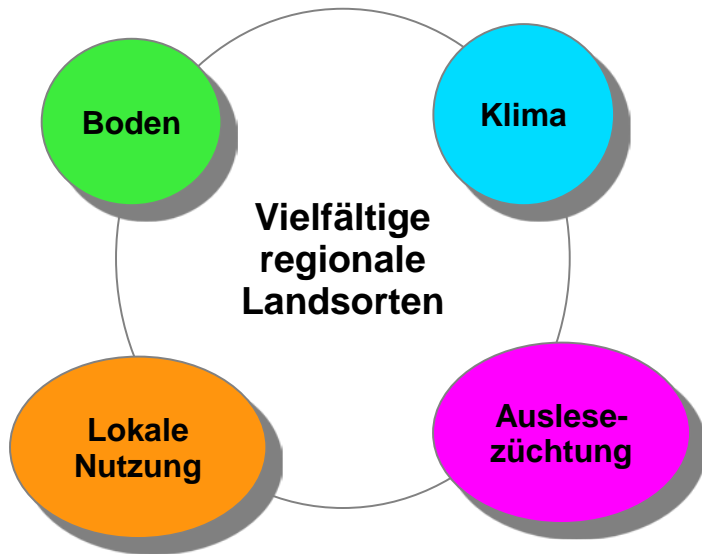 Boden
Klima
Vielfältige
regionale
Landsorten
Lokale
Nutzung
Auslese-
züchtung